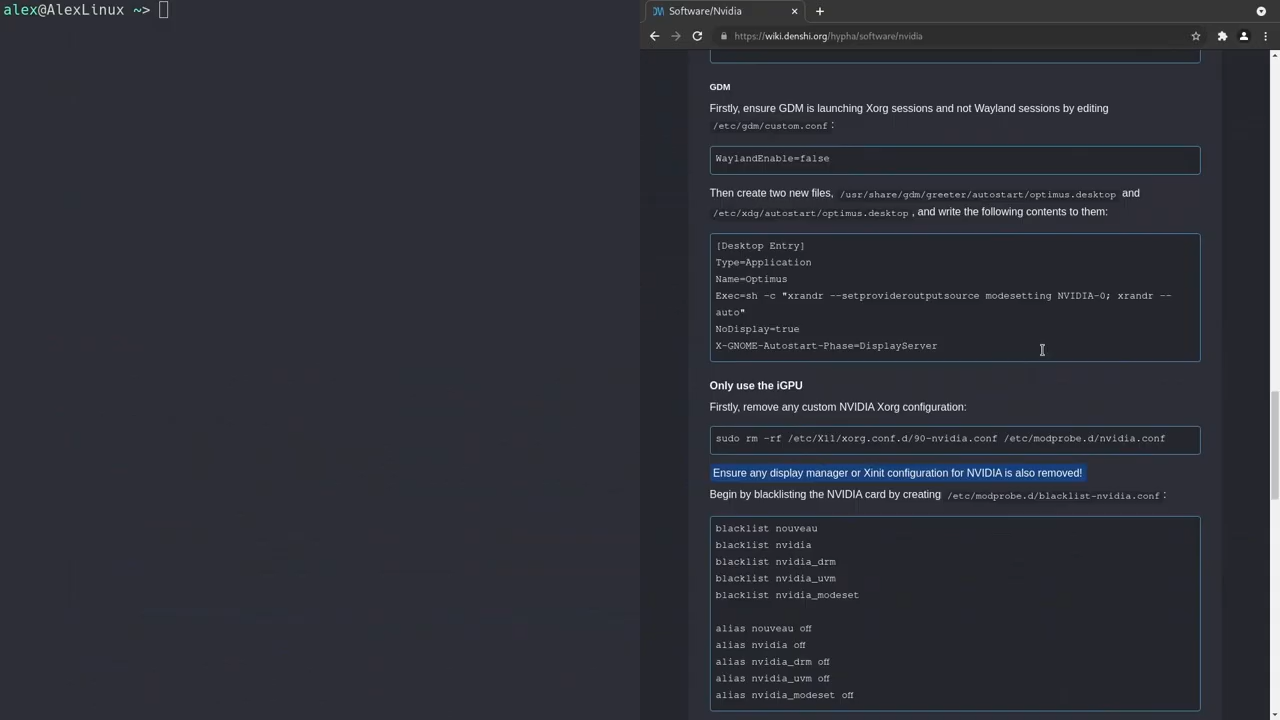 alex@AlexLinux ~>
Software/Nvidia
https://wiki.denshi.org/hypha/software/nvidia
GDM
Firstly, ensure GDM is launching Xorg sessions and not Wayland sessions by editing
/etc/gdm/custom.conf :
WaylandEnable=false
Then create two new files, /usr/share/gdm/greeter/autostart/optimus.desktop and
/etc/xdg/autostart/optimus.desktop , and write the following contents to them:
[Desktop Entry]
Type=Application
Name=Optimus
Exec=sh -c "xrandr --setprovideroutputsource modesetting NVIDIA-0; xrandr --
auto"
NoDisplay=true
X-GNOME-Autostart-Phase=DisplayServer
Only use the iGPU
Firstly, remove any custom NVIDIA Xorg configuration:
sudo rm -rf /etc/X11/xorg.conf.d/90-nvidia.conf /etc/modprobe.d/nvidia.conf
Ensure any display manager or Xinit configuration for NVIDIA is also removed!
Begin by blacklisting the NVIDIA card by creating /etc/modprobe.d/blacklist-nvidia.conf :
blacklist nouveau
blacklist nvidia
blacklist nvidia_drm
blacklist nvidia_uvm
blacklist nvidia_modeset
alias nouveau off
alias nvidia off
alias nvidia_drm off
alias nvidia_uvm off
alias nvidia_modeset off